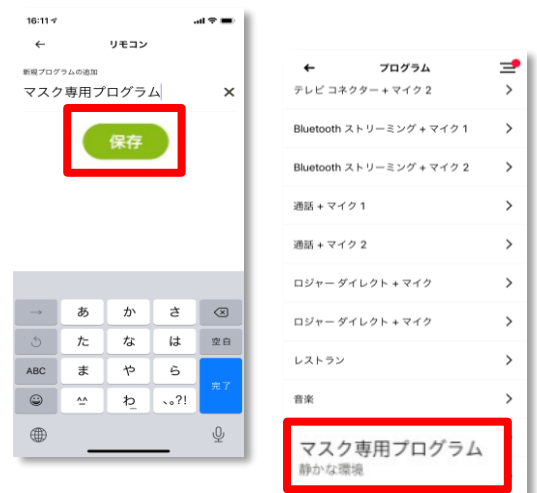 16:11
リモコン
新規プログラムの追加
マスク専用プログラム
保存
あ
か
さ
た
な
は
空白
ABC
ま
や
ら
完了
^^
わ_
、。?!
プログラム
テレビ コネクター + マイク 2
Bluetooth ストリーミング + マイク 1
Bluetooth ストリーミング + マイク 2
通話 + マイク 1
通話 + マイク 2
ロジャー ダイレクト + マイク
ロジャー ダイレクト + マイク
レストラン
音楽
マスク専用プログラム
静かな環境